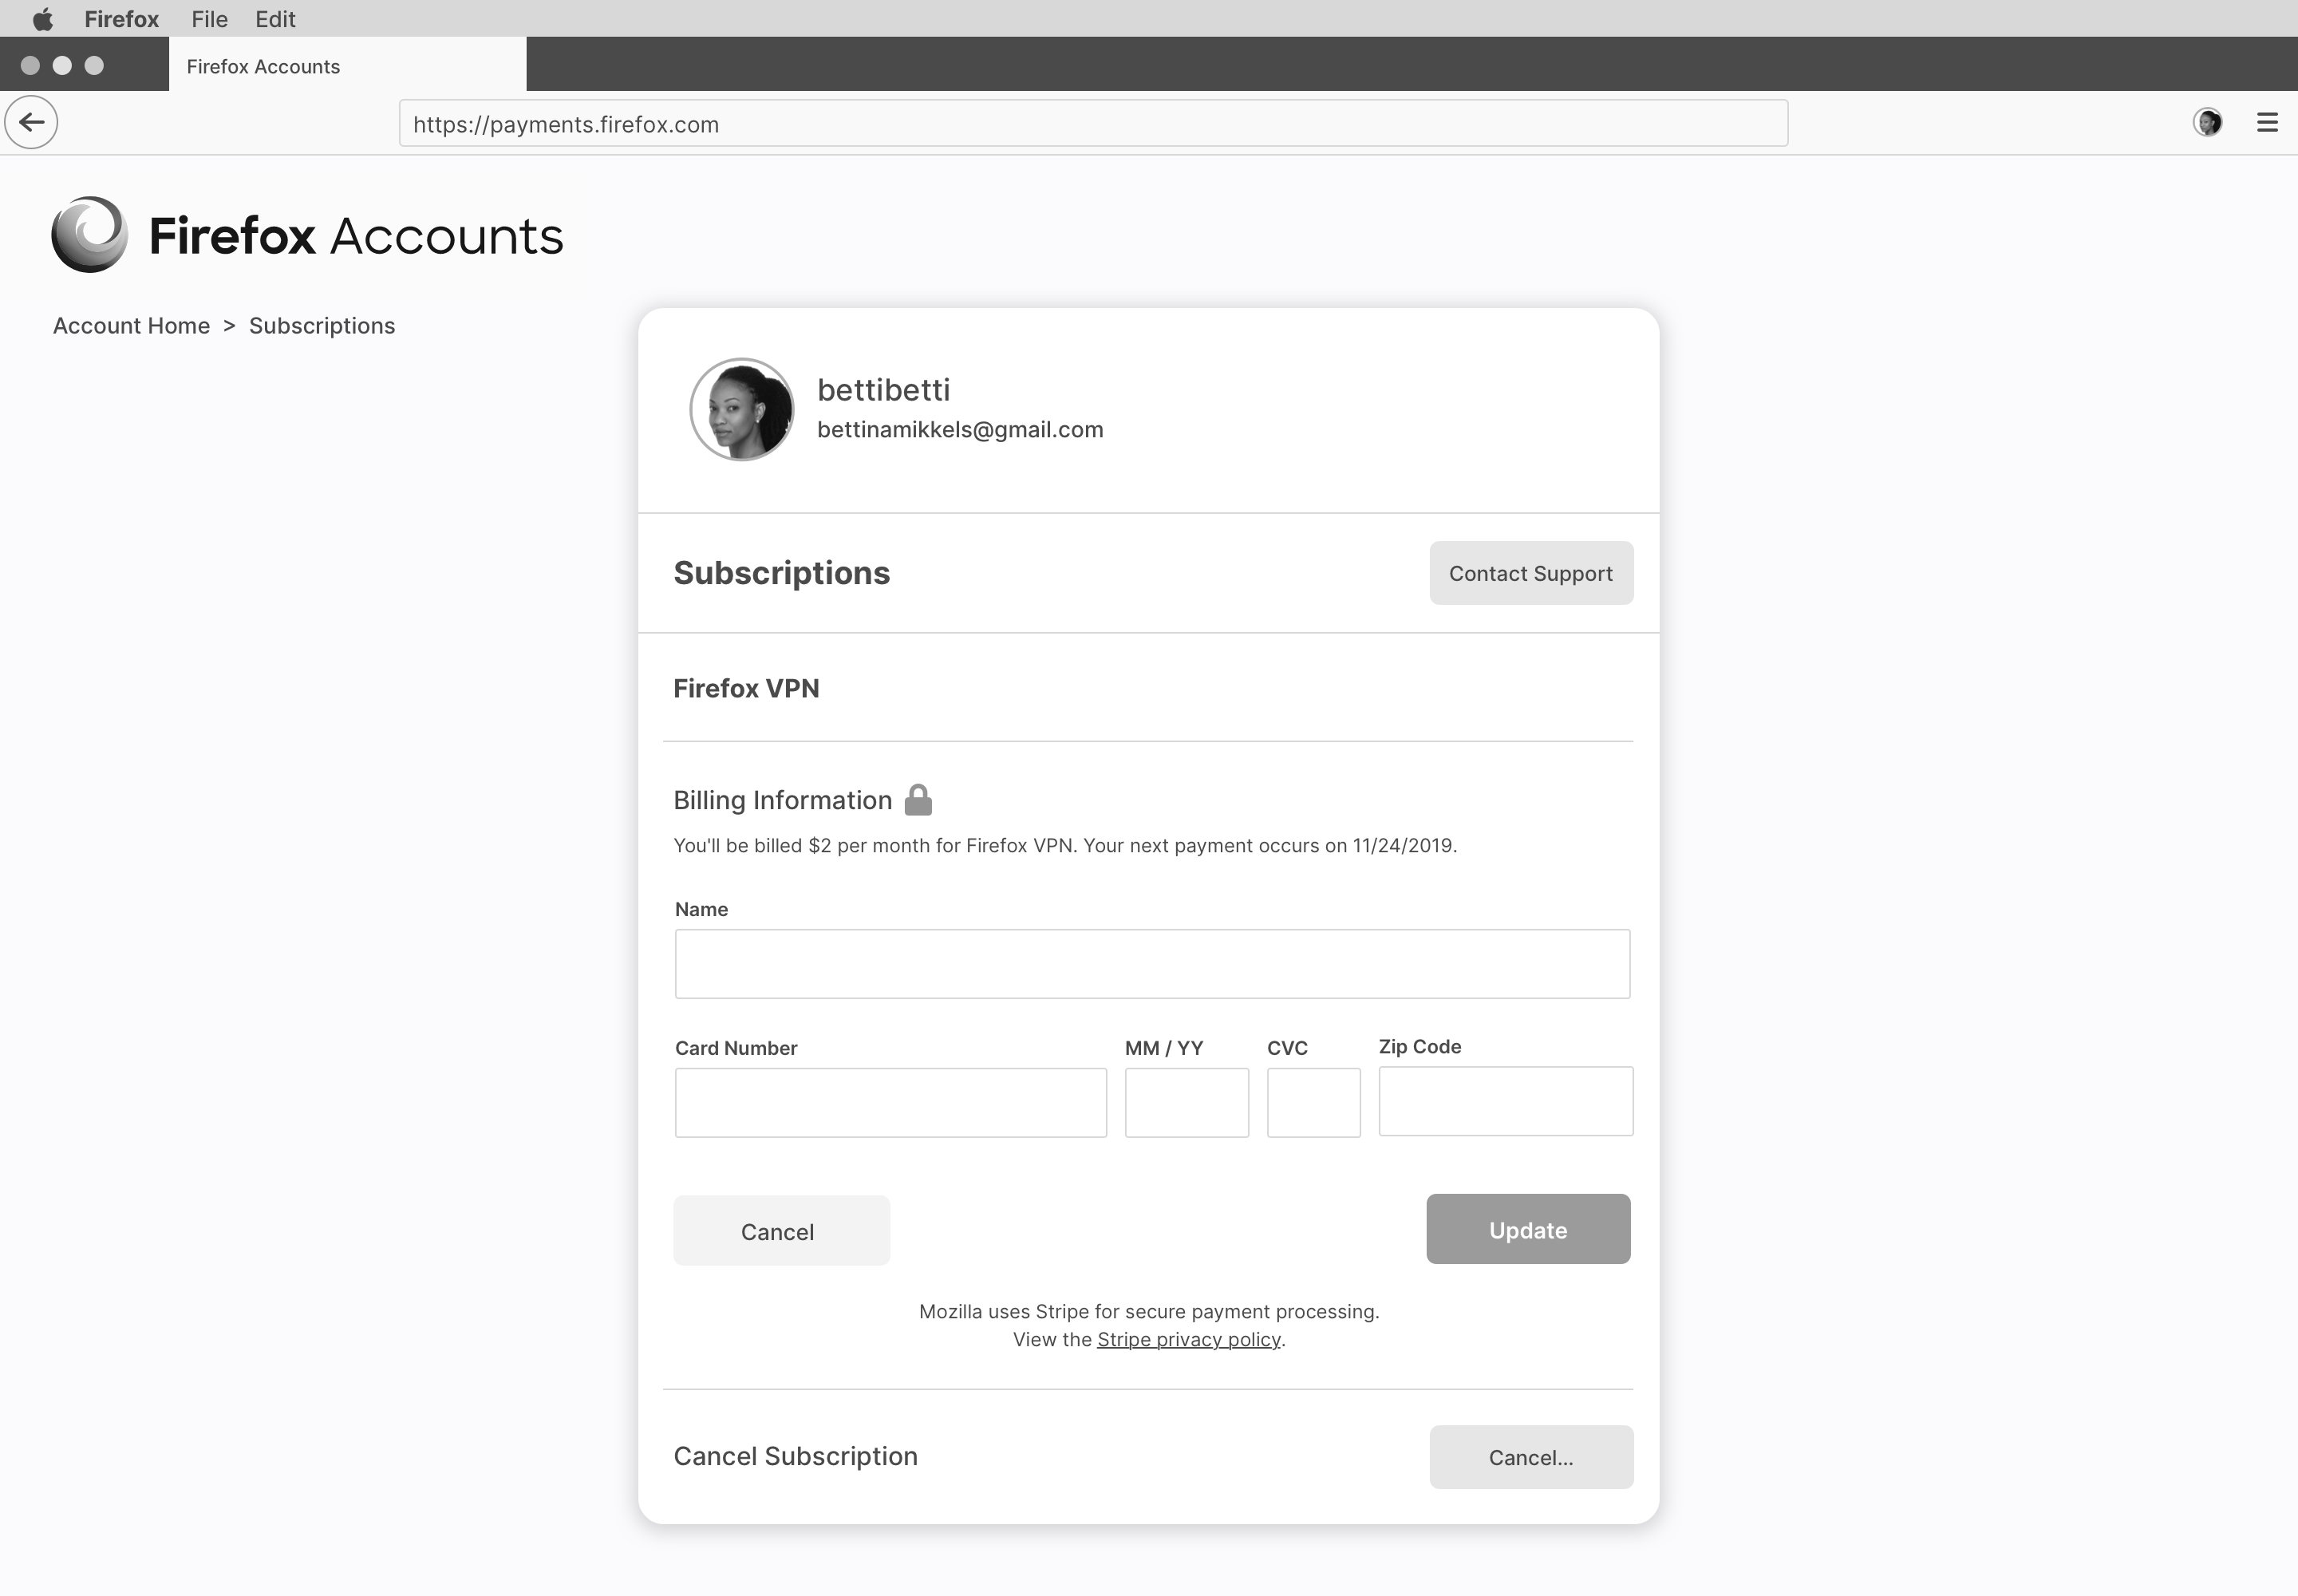 Firefox File Edit
Firefox Accounts
https://payments.firefox.com
Firefox Accounts
Account Home > Subscriptions
bettibetti
bettinamikkels@gmail.com
Subscriptions
Contact Support
Firefox VPN
Billing Information
You'll be billed $2 per month for Firefox VPN. Your next payment occurs on 11/24/2019.
Name
Card Number MM / YY CVC Zip Code
Cancel Update
Mozilla uses Stripe for secure payment processing.
View the Stripe privacy policy.
Cancel Subscription
Cancel...